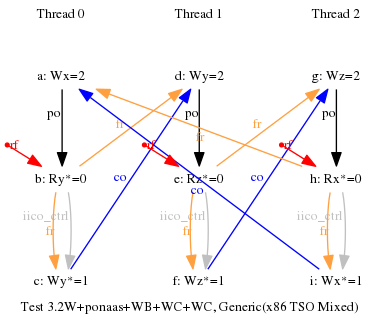 Thread 0 Thread 1 Thread 2
a: Wx=2 d: Wy=2 g: Wz=2
po po po
fr fr fr
rf rf rf
b: Ry*=0 e: Rz*=0 h: Rx*=0
co co co
iico_ctrl iico_ctrl iico_ctrl
fr fr fr
c: Wy*=1 f: Wz*=1 i: Wx*=1
Test 3.2W+ponaas+WB+WC+WC, Generic(x86 TSO Mixed)